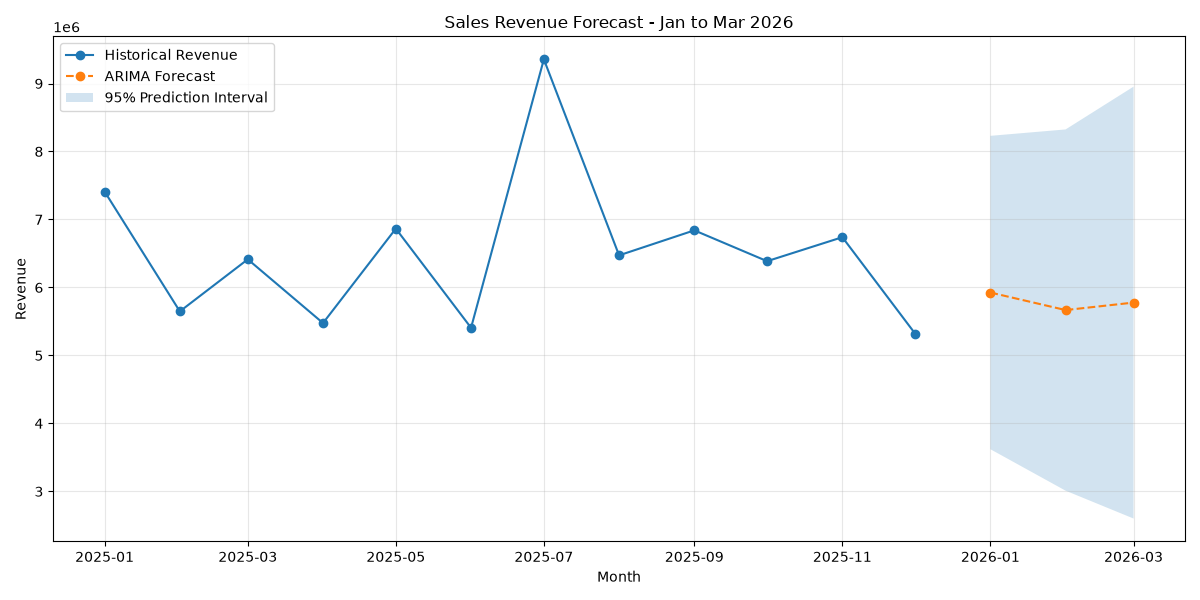 Sales Revenue Forecast - Jan to Mar 2026
1e6
Historical Revenue
ARIMA Forecast
95% Prediction Interval
9
8
7
6
5
4
3
Revenue
2025-01 2025-03 2025-05 2025-07 2025-09 2025-11 2026-01 2026-03
Month